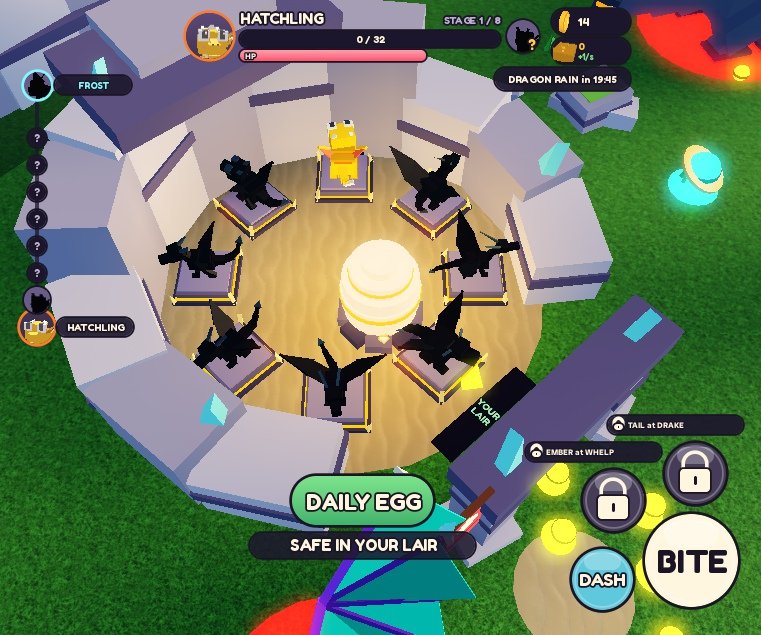 HATCHLING
STAGE 1 / 8
0 / 32
HP
?
14
0
+1/s
DRAGON RAIN in 19:45
FROST
?
?
?
?
?
?
HATCHLING
YOUR
LAIR
TAIL at DRAKE
EMBER at WHELP
DAILY EGG
SAFE IN YOUR LAIR
DASH
BITE